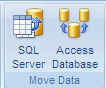 SQL Access
Server Database
Move Data